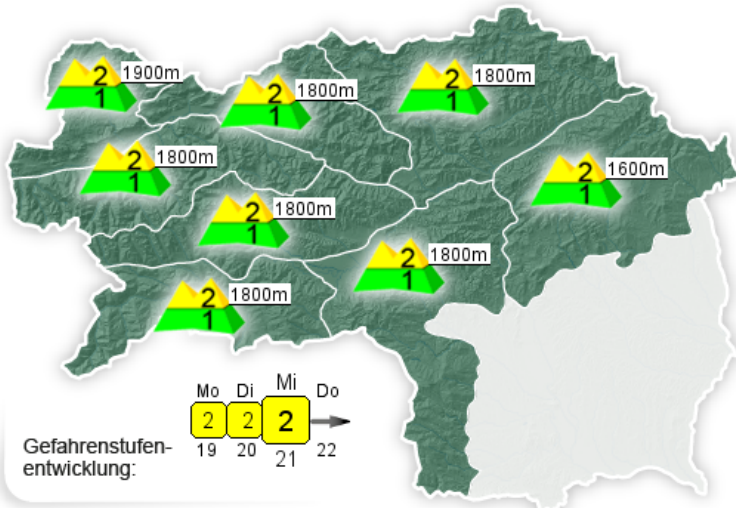 2 1900m
1
2 1800m
1
2 1800m
1
2 1800m
1
2 1600m
1
2 1800m
1
2 1800m
1
2 1800m
1
Mo Di Mi Do
2 2 2
19 20 21 22
Gefahrenstufen-
entwicklung: